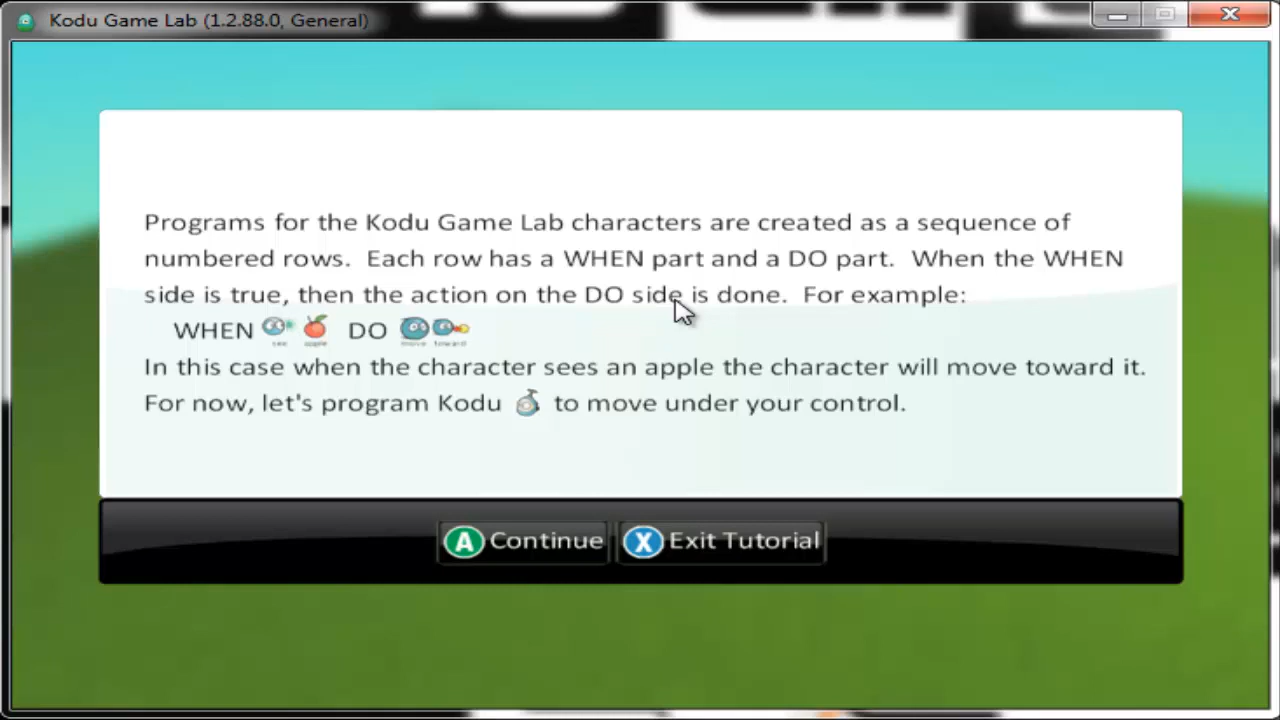 Kodu Game Lab (1.2.88.0, General)
Programs for the Kodu Game Lab characters are created as a sequence of
numbered rows.  Each row has a WHEN part and a DO part.  When the WHEN
side is true, then the action on the DO side is done.  For example:
WHEN see apple DO move toward
In this case when the character sees an apple the character will move toward it.
For now, let's program Kodu to move under your control.
A Continue X Exit Tutorial